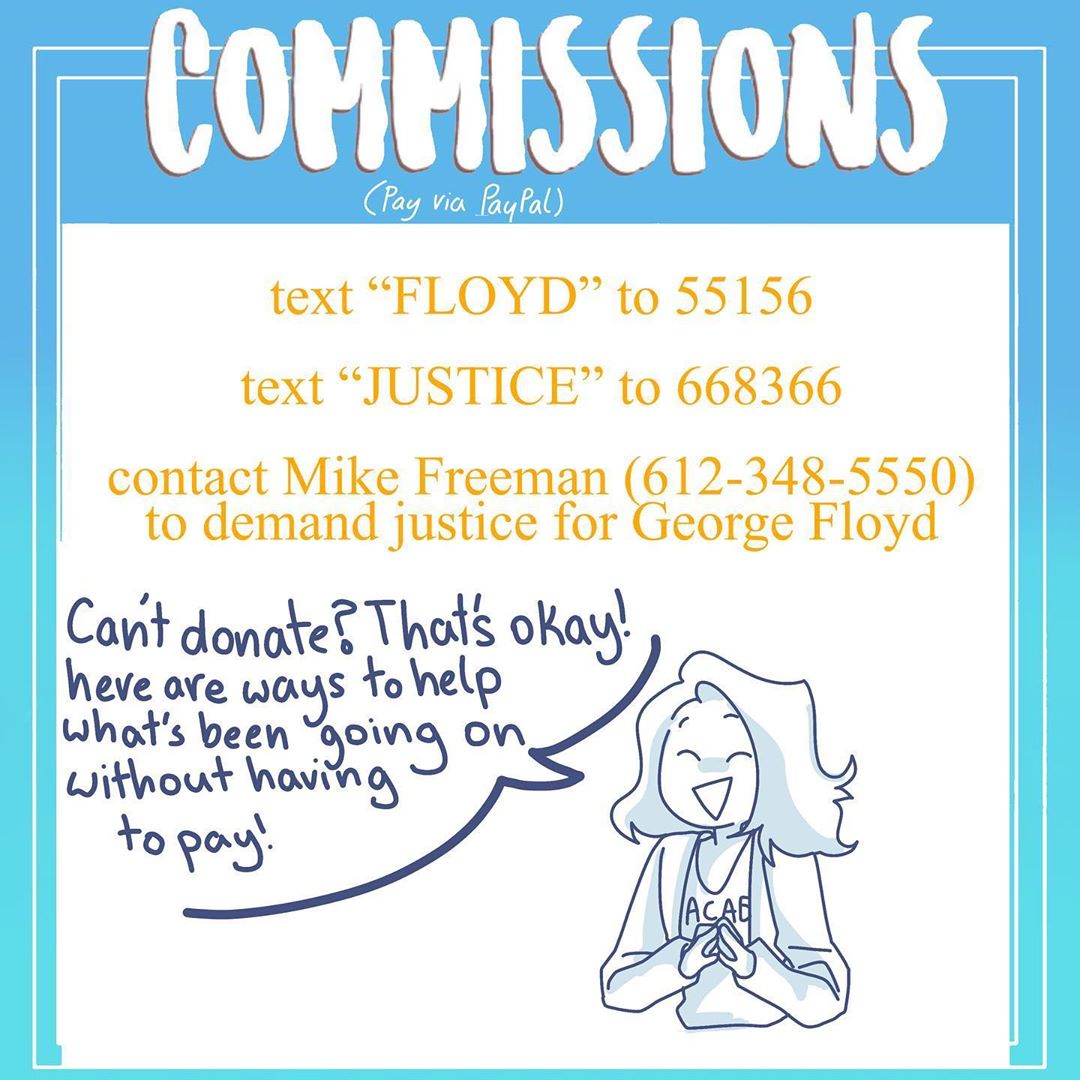 COMMISSIONS
(Pay via PayPal)
text “FLOYD” to 55156
text “JUSTICE” to 668366
contact Mike Freeman (612-348-5550)
to demand justice for George Floyd
Can't donate? That's okay!
here are ways to help
what's been going on
without having
to pay!
ACAB